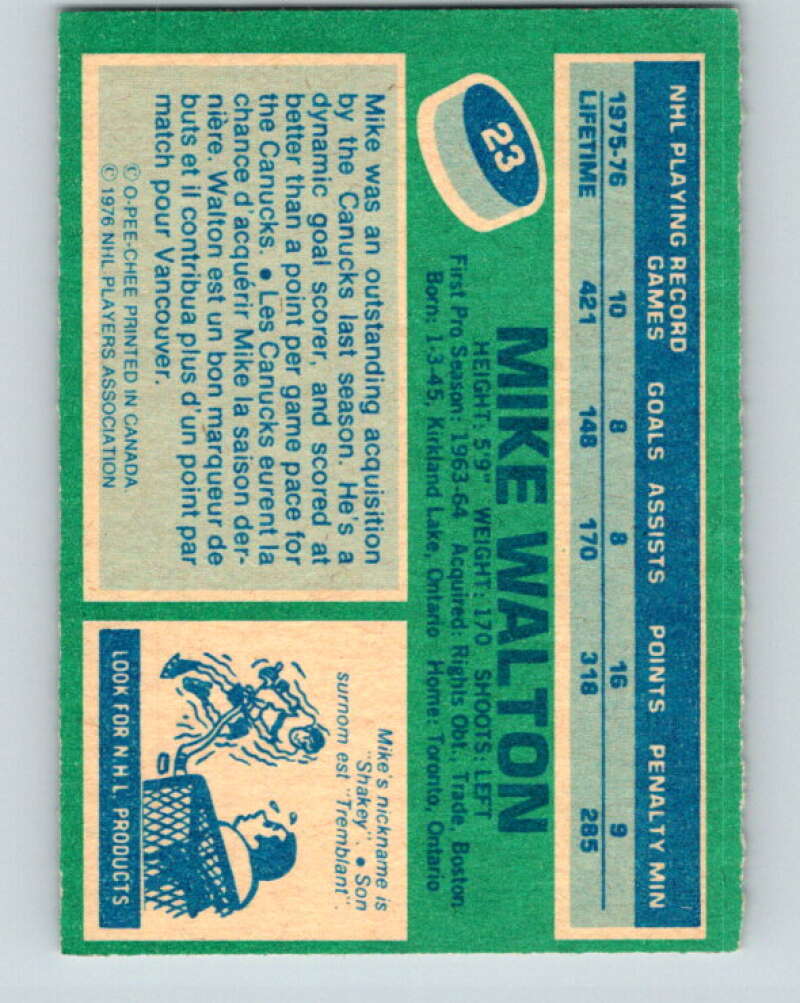 NHL PLAYING RECORD
GAMES GOALS ASSISTS POINTS PENALTY MIN
1975-76 10 8 8 16 9
LIFETIME 421 148 170 318 285
23
MIKE WALTON
HEIGHT: 5'9" WEIGHT: 170 SHOOTS: LEFT
First Pro Season: 1963-64 Acquired: Rights Obt., Trade, Boston
Born: 1-3-45, Kirkland Lake, Ontario Home: Toronto, Ontario
Mike was an outstanding acquisition
by the Canucks last season. He's a
dynamic goal scorer, and scored at
better than a point per game pace for
the Canucks. • Les Canucks eurent la
chance d'acquérir Mike la saison der-
nière. Walton est un bon marqueur de
buts et il contribua plus d'un point par
match pour Vancouver.
© O-PEE-CHEE PRINTED IN CANADA.
© 1976 NHL PLAYERS ASSOCIATION
Mike's nickname is
"Shakey". • Son
surnom est "Tremblant".
LOOK FOR N.H.L PRODUCTS